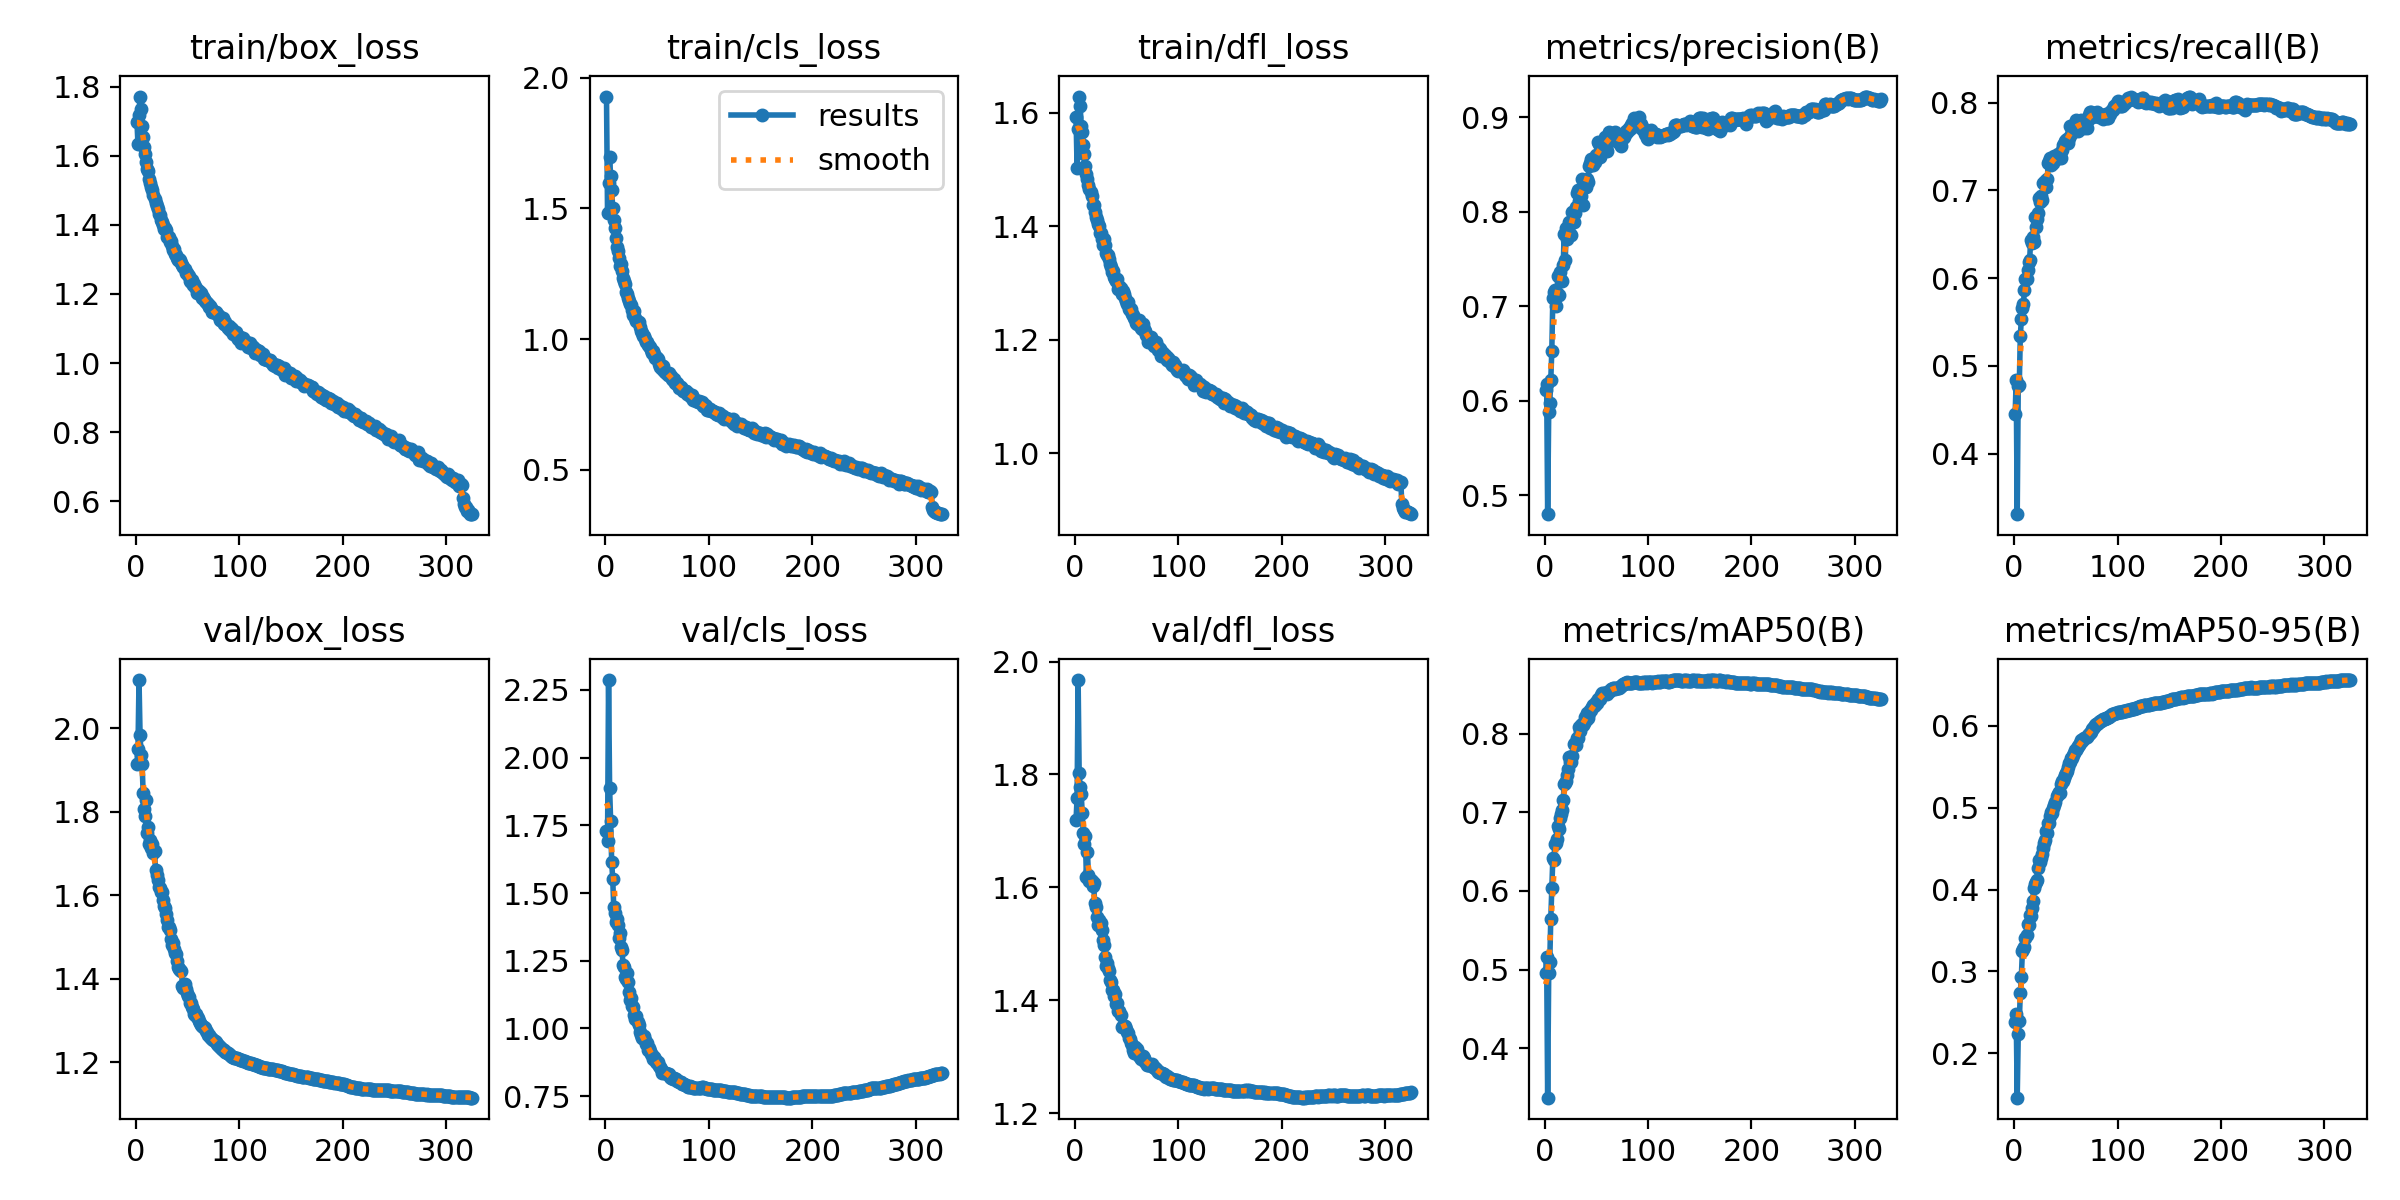 train/box_loss
1.8
1.6
1.4
1.2
1.0
0.8
0.6
0 100 200 300
train/cls_loss
results
smooth
2.0
1.5
1.0
0.5
0 100 200 300
train/dfl_loss
1.6
1.4
1.2
1.0
0 100 200 300
metrics/precision(B)
0.9
0.8
0.7
0.6
0.5
0 100 200 300
metrics/recall(B)
0.8
0.7
0.6
0.5
0.4
0 100 200 300
val/box_loss
2.0
1.8
1.6
1.4
1.2
0 100 200 300
val/cls_loss
2.25
2.00
1.75
1.50
1.25
1.00
0.75
0 100 200 300
val/dfl_loss
2.0
1.8
1.6
1.4
1.2
0 100 200 300
metrics/mAP50(B)
0.8
0.7
0.6
0.5
0.4
0 100 200 300
metrics/mAP50-95(B)
0.6
0.5
0.4
0.3
0.2
0 100 200 300